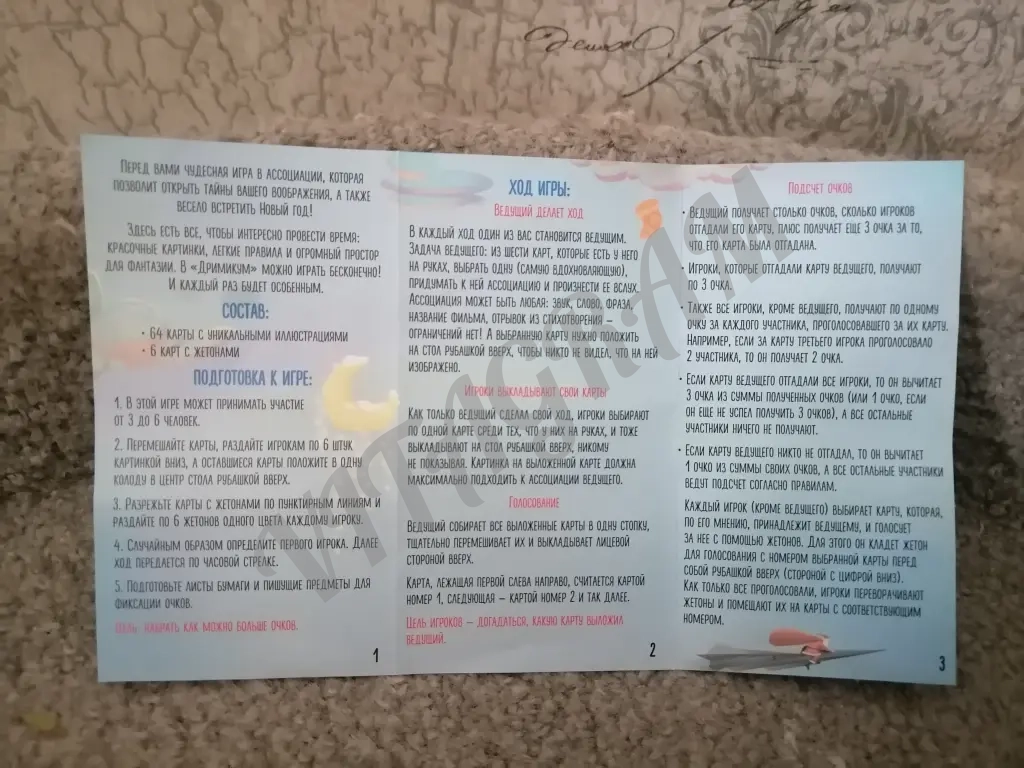 Перед вами чудесная игра в ассоциации, которая
позволит открыть тайны вашего воображения, а также
весело встретить Новый год!
Здесь есть все, чтобы интересно провести время:
красочные картинки, легкие правила и огромный простор
для фантазии. В «Дримикум» можно играть бесконечно!
И каждый раз будет особенным.
СОСТАВ:
• 64 карты с уникальными иллюстрациями
• 6 карт с жетонами
ПОДГОТОВКА К ИГРЕ:
1. В этой игре может принимать участие
от 3 до 6 человек.
2. Перемешайте карты, раздайте игрокам по 6 штук
картинкой вниз, а оставшиеся карты положите в одну
колоду в центр стола рубашкой вверх.
3. Разрежьте карты с жетонами по пунктирным линиям и
раздайте по 6 жетонов одного цвета каждому игроку.
4. Случайным образом определите первого игрока. Далее
ход передается по часовой стрелке.
5. Подготовьте листы бумаги и пишущие предметы для
фиксации очков.
Цель: набрать как можно больше очков.
1
ХОД ИГРЫ:
Ведущий делает ход
В каждый ход один из вас становится ведущим.
Задача ведущего: из шести карт, которые есть у него
на руках, выбрать одну (самую вдохновляющую),
придумать к ней ассоциацию и произнести ее вслух.
Ассоциация может быть любая: звук, слово, фраза,
название фильма, отрывок из стихотворения –
ограничений нет! А выбранную карту нужно положить
на стол рубашкой вверх, чтобы никто не видел, что на ней
изображено.
Игроки выкладывают свои карты
Как только ведущий сделал свой ход, игроки выбирают
по одной карте среди тех, что у них на руках, и тоже
выкладывают на стол рубашкой вверх, никому
не показывая. Картинка на выложенной карте должна
максимально подходить к ассоциации ведущего.
Голосование
Ведущий собирает все выложенные карты в одну стопку,
тщательно перемешивает их и выкладывает лицевой
стороной вверх.
Карта, лежащая первой слева направо, считается картой
номер 1, следующая – картой номер 2 и так далее.
Цель игроков – догадаться, какую карту выложил
ведущий.
2
Подсчет очков
• Ведущий получает столько очков, сколько игроков
отгадали его карту, плюс получает еще 3 очка за то,
что его карта была отгадана.
• Игроки, которые отгадали карту ведущего, получают
по 3 очка.
• Также все игроки, кроме ведущего, получают по одному
очку за каждого участника, проголосовавшего за их карту.
Например, если за карту третьего игрока проголосовало
2 участника, то он получает 2 очка.
• Если карту ведущего отгадали все игроки, то он вычитает
3 очка из суммы полученных очков (или 1 очко, если
он еще не успел получить 3 очков), а все остальные
участники ничего не получают.
• Если карту ведущего никто не отгадал, то он вычитает
1 очко из суммы своих очков, а все остальные участники
ведут подсчет согласно правилам.
Каждый игрок (кроме ведущего) выбирает карту, которая,
по его мнению, принадлежит ведущему, и голосует
за нее с помощью жетонов. Для этого он кладет жетон
для голосования с номером выбранной карты перед
собой рубашкой вверх (стороной с цифрой вниз).
Как только все проголосовали, игроки переворачивают
жетоны и помещают их на карты с соответствующим
номером.
3
VITAGRAM